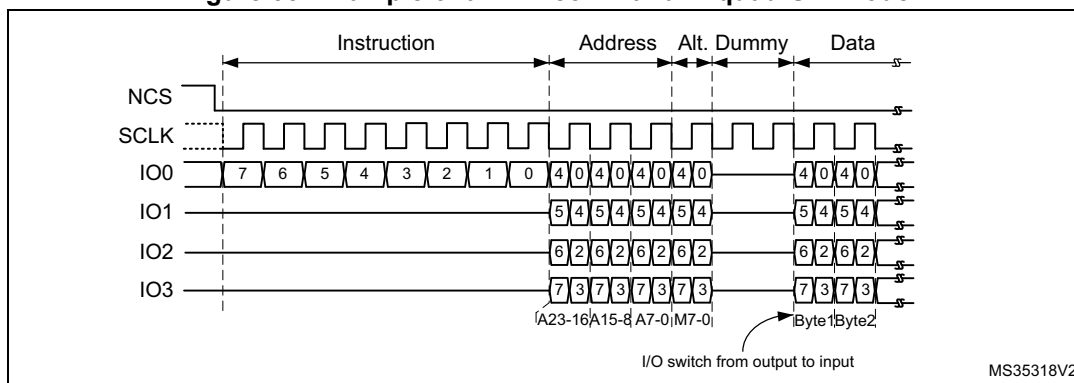 Instruction Address Alt. Dummy Data
NCS
SCLK
IO0 7 6 5 4 3 2 1 0 4 0 4 0 4 0 4 0 4 0 4 0
IO1 5 4 5 4 5 4 5 4 5 4 5 4
IO2 6 2 6 2 6 2 6 2 6 2 6 2
IO3 7 3 7 3 7 3 7 3 7 3 7 3
A23-16 A15-8 A7-0 M7-0 Byte1 Byte2
I/O switch from output to input
MS35318V2